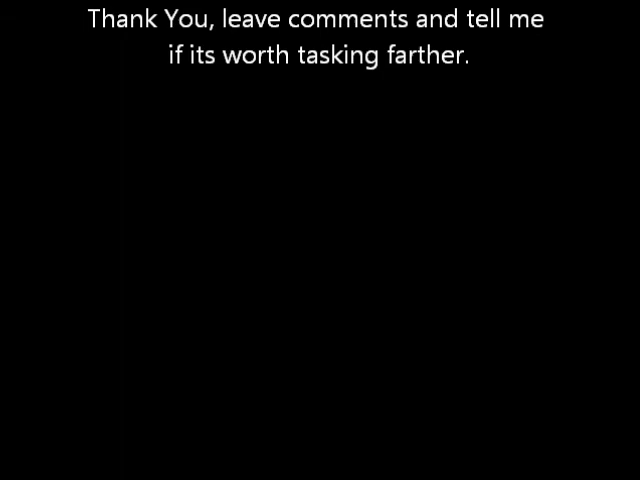 Thank You, leave comments and tell me
if its worth tasking farther.